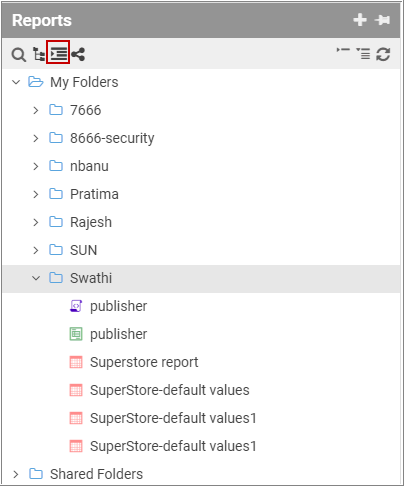 Reports
My Folders
7666
8666-security
nbanu
Pratima
Rajesh
SUN
Swathi
publisher
publisher
Superstore report
SuperStore-default values
SuperStore-default values1
SuperStore-default values1
Shared Folders